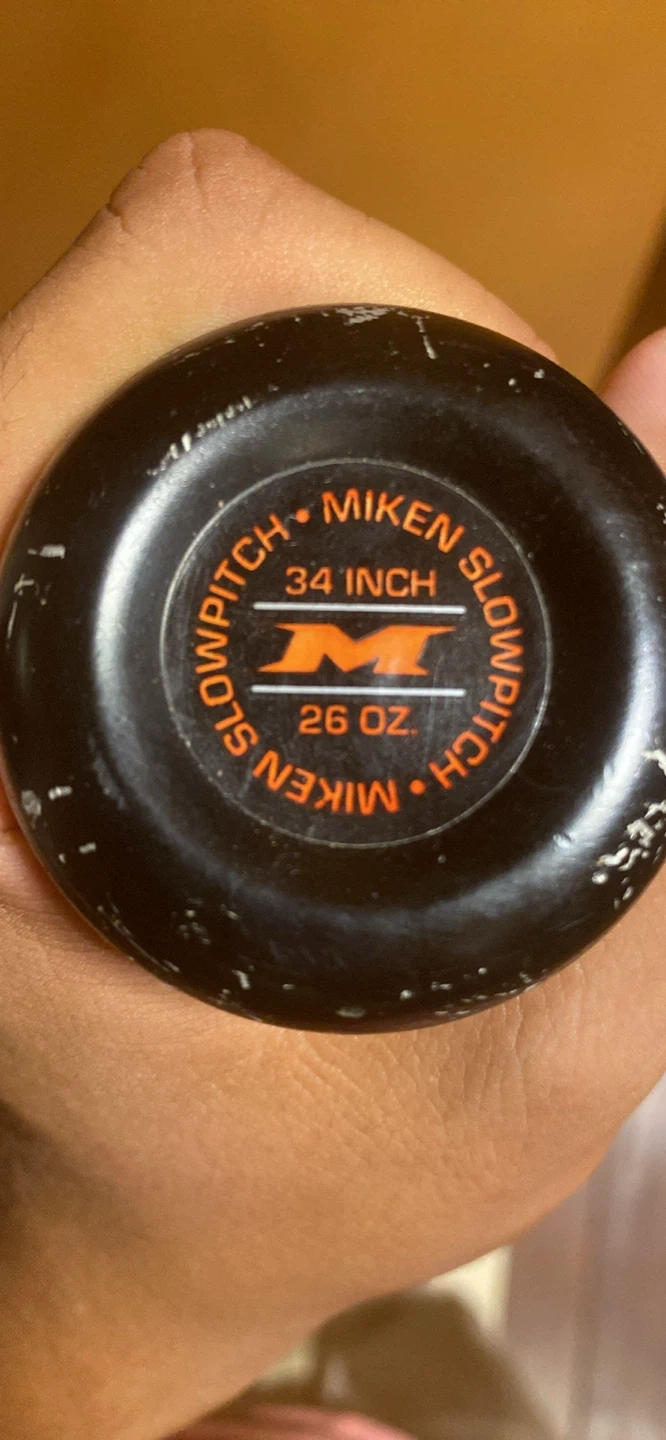 MIKEN SLOWPITCH • MIKEN SLOWPITCH •
34 INCH
M
26 OZ.